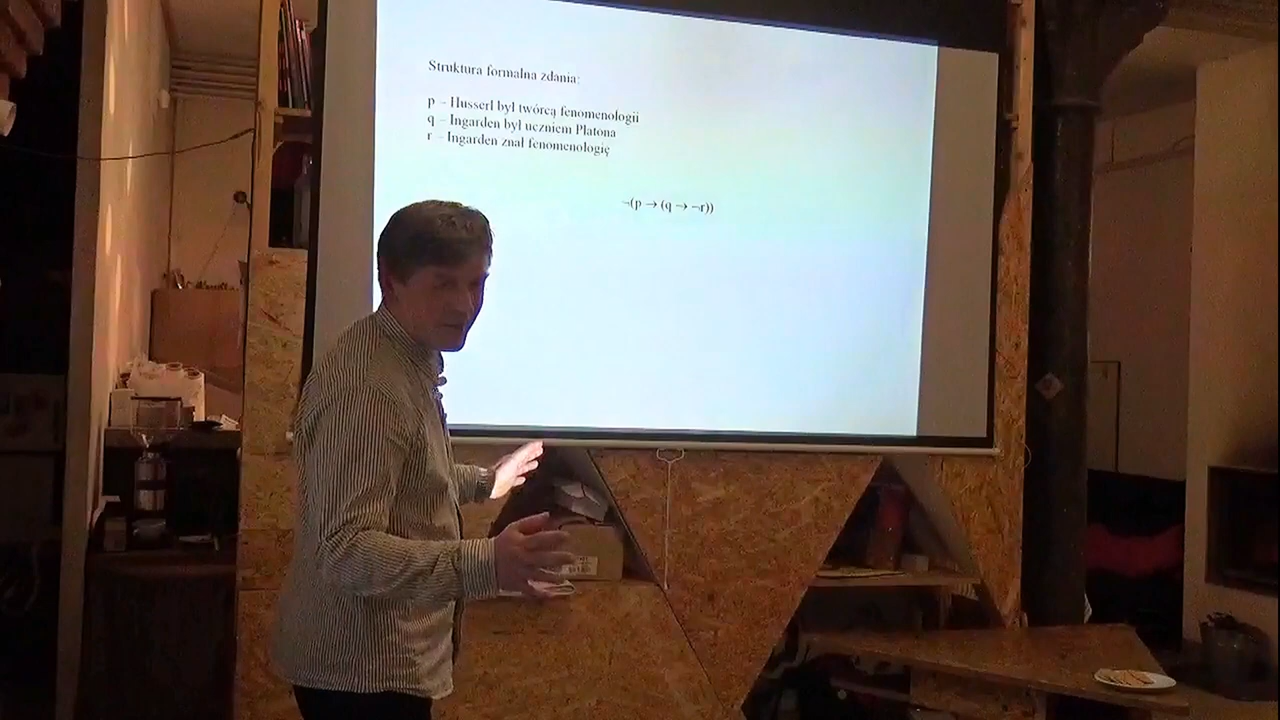 Struktura formalna zdania:
p – Husserl był twórcą fenomenologii
q – Ingarden był uczniem Platona
r – Ingarden znał fenomenologię
¬(p → (q → ¬r))